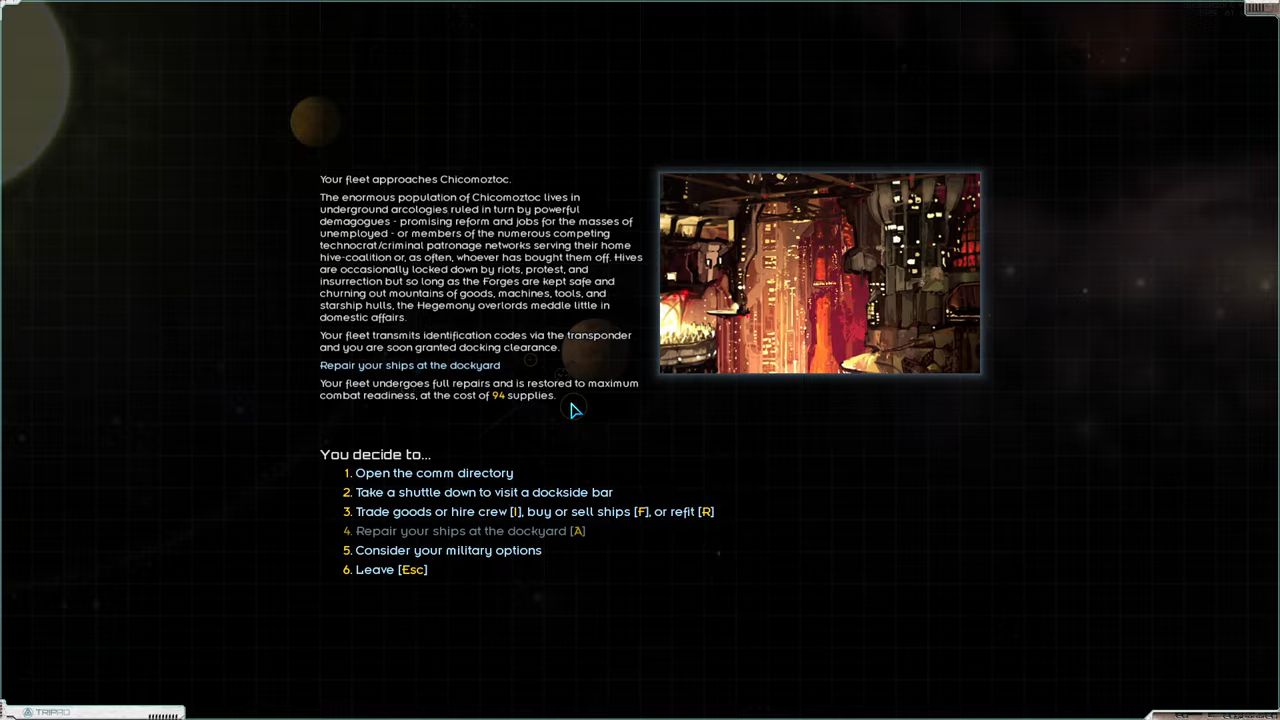 Your fleet approaches Chicomoztoc.
The enormous population of Chicomoztoc lives in
underground arcologies ruled in turn by powerful
demagogues - promising reform and jobs for the masses of
unemployed - or members of the numerous competing
technocrat/criminal patronage networks serving their home
hive-coalition or, as often, whoever has bought them off. Hives
are occasionally locked down by riots, protest, and
insurrection but so long as the Forges are kept safe and
churning out mountains of goods, machines, tools, and
starship hulls, the Hegemony overlords meddle little in
domestic affairs.
Your fleet transmits identification codes via the transponder
and you are soon granted docking clearance.
Repair your ships at the dockyard
Your fleet undergoes full repairs and is restored to maximum
combat readiness, at the cost of 94 supplies.
You decide to...
1. Open the comm directory
2. Take a shuttle down to visit a dockside bar
3. Trade goods or hire crew [I], buy or sell ships [F], or refit [R]
4. Repair your ships at the dockyard [A]
5. Consider your military options
6. Leave [Esc]
TRIPAD